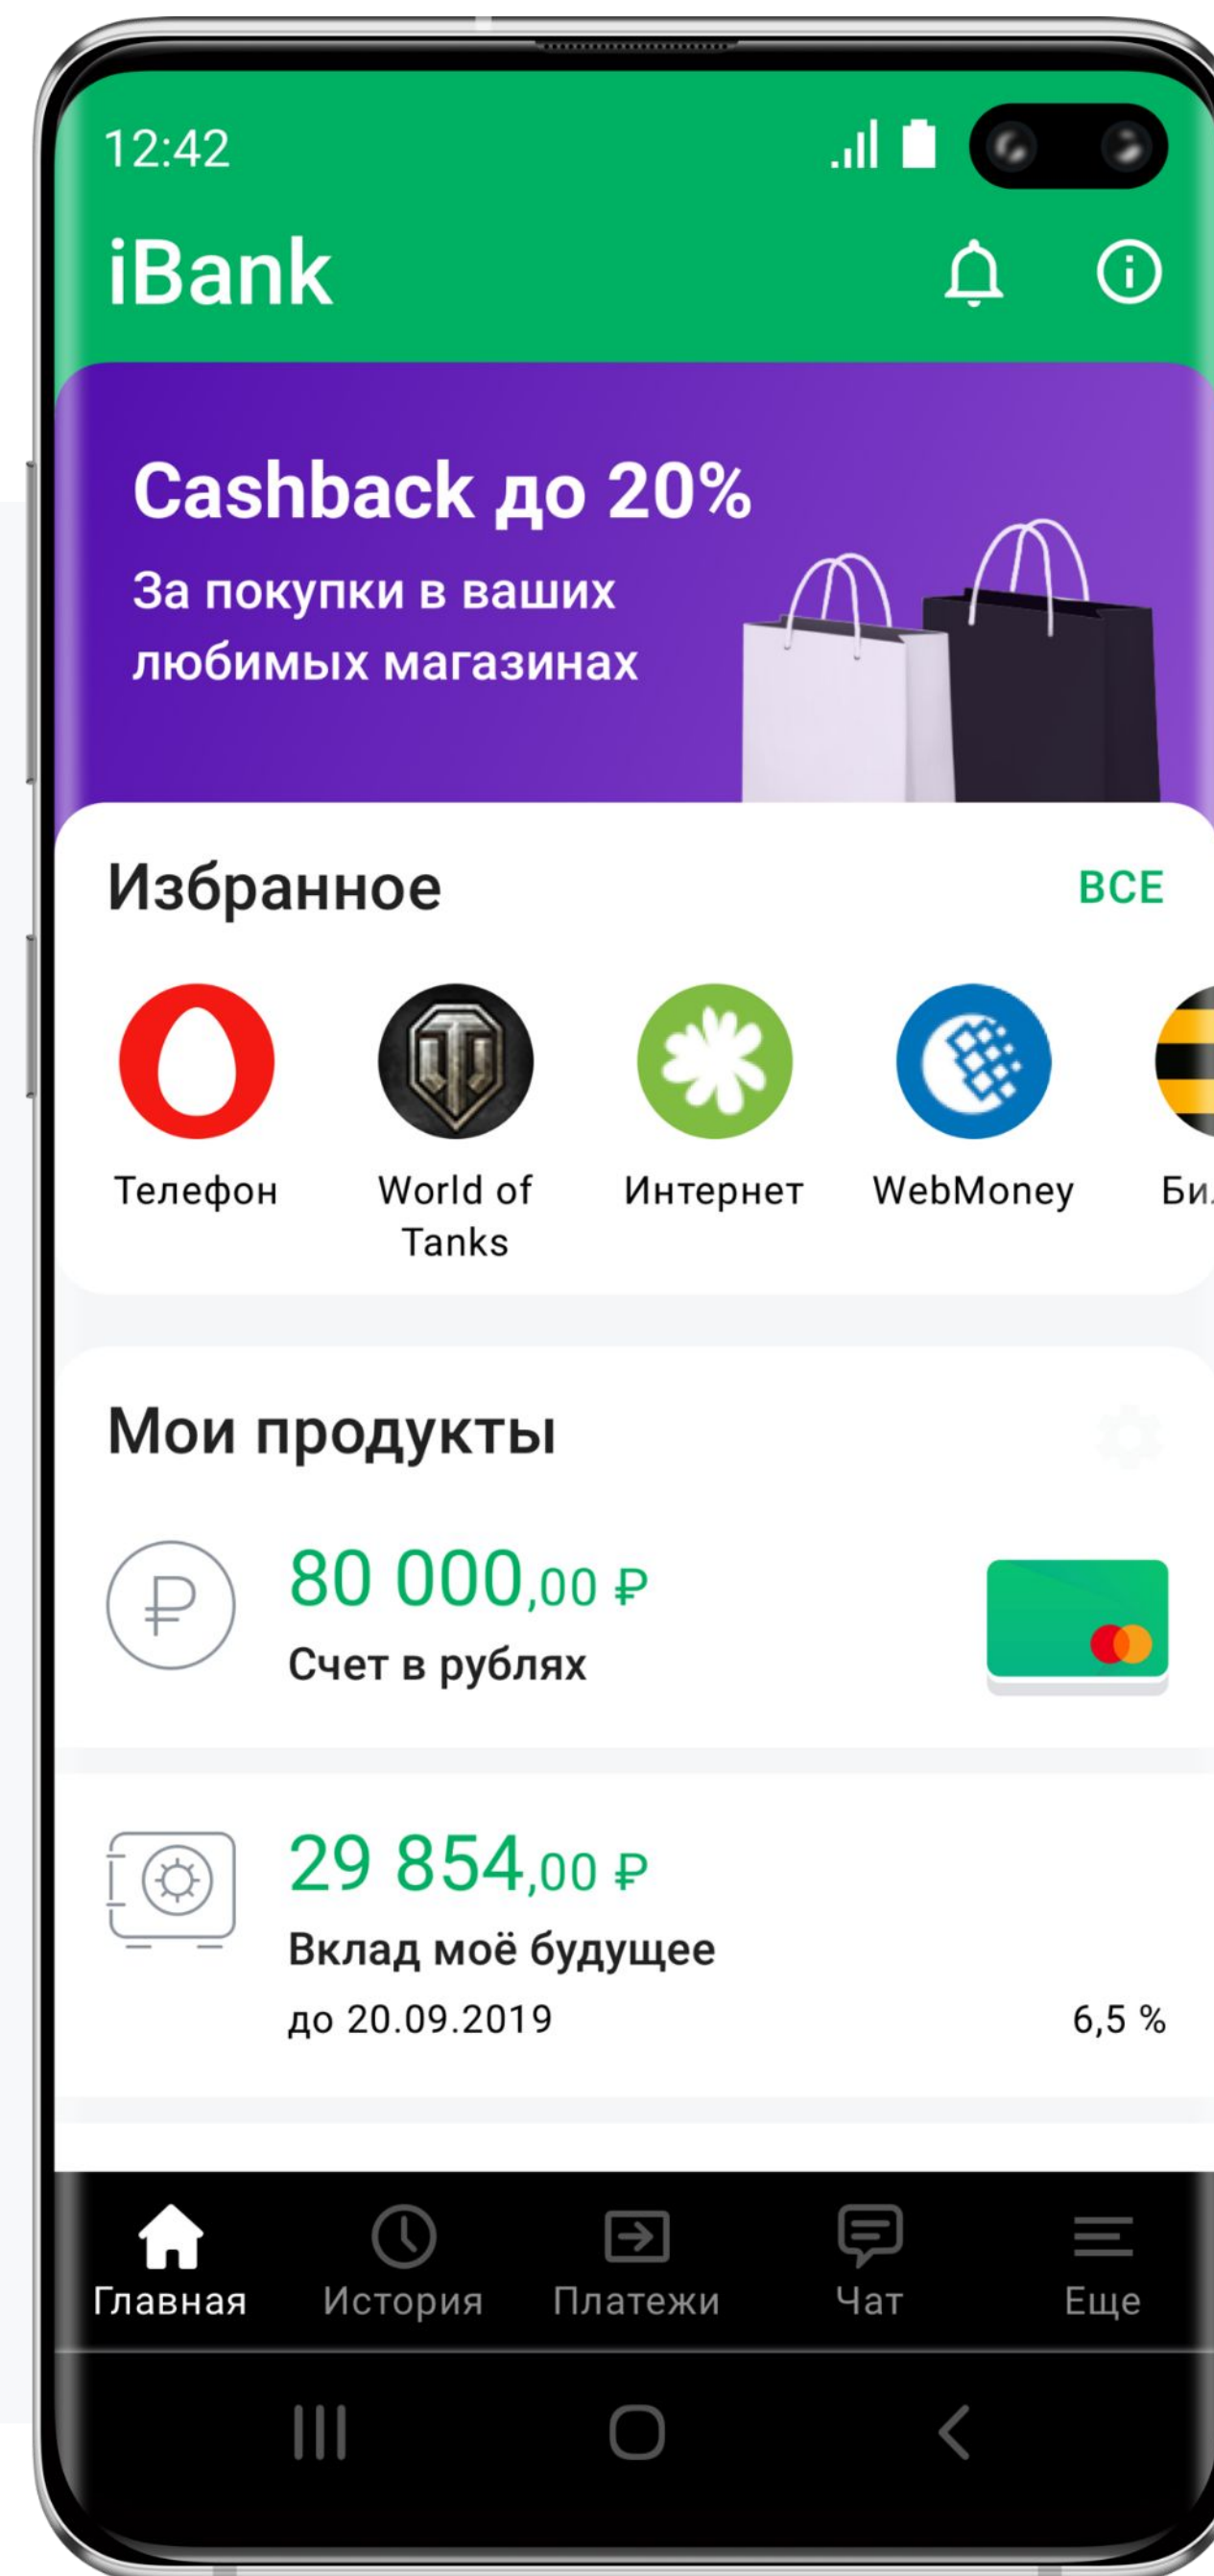 12:42
iBank
Cashback до 20%
За покупки в ваших
любимых магазинах
Избранное
ВСЕ
Телефон
World of
Tanks
Интернет
WebMoney
Мои продукты
80 000,00 ₽
Счет в рублях
29 854,00 ₽
Вклад моё будущее
до 20.09.2019
6,5 %
Главная
История
Платежи
Чат
Еще